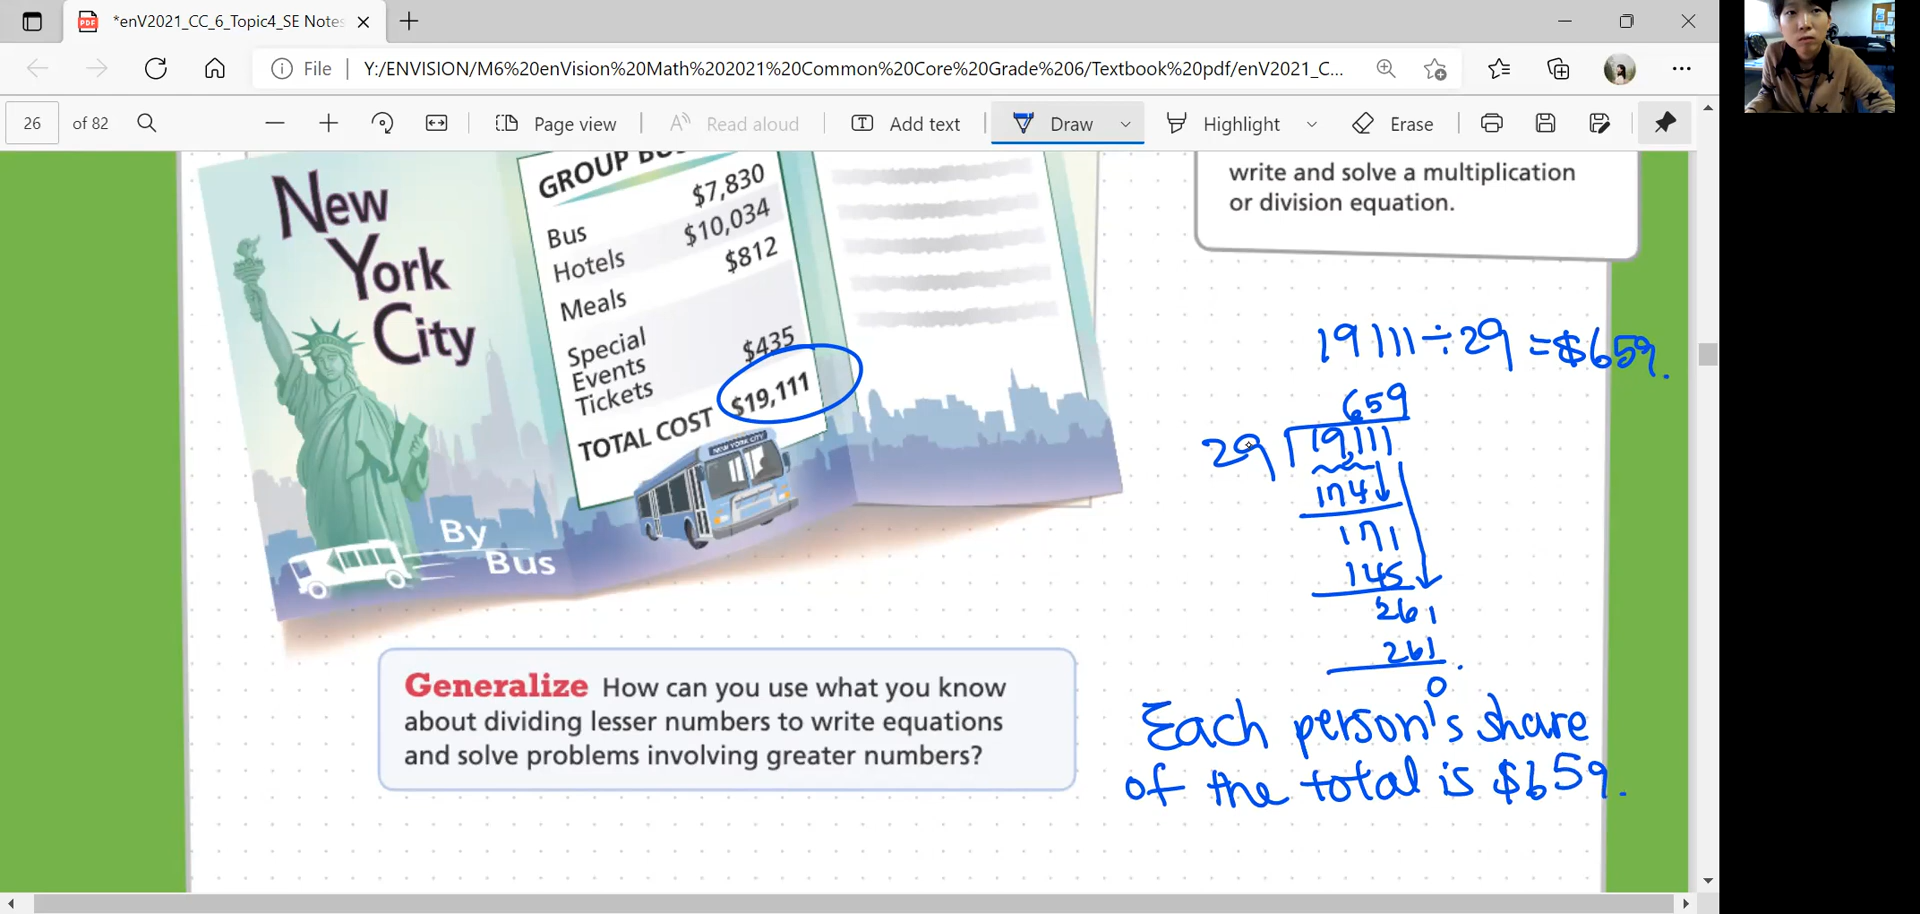 *enV2021_CC_6_Topic4_SE Notes
File
Y:/ENVISION/M6%20enVision%20Math%202021%20Common%20Core%20Grade%206/Textbook%20pdf/enV2021_C...
26 of 82
Page view
Read aloud
Add text
Draw
Highlight
Erase
New
York
City
By
Bus
Bus $7,830
Hotels $10,034
Meals $812
Special
Events
Tickets $435
TOTAL COST $19,111
NEW YORK CITY
write and solve a multiplication
or division equation.
19111÷29 = $659.
659
29 19,111
174
171
145
261
261
0
Each person's share
of the total is $659.
Generalize How can you use what you know
about dividing lesser numbers to write equations
and solve problems involving greater numbers?